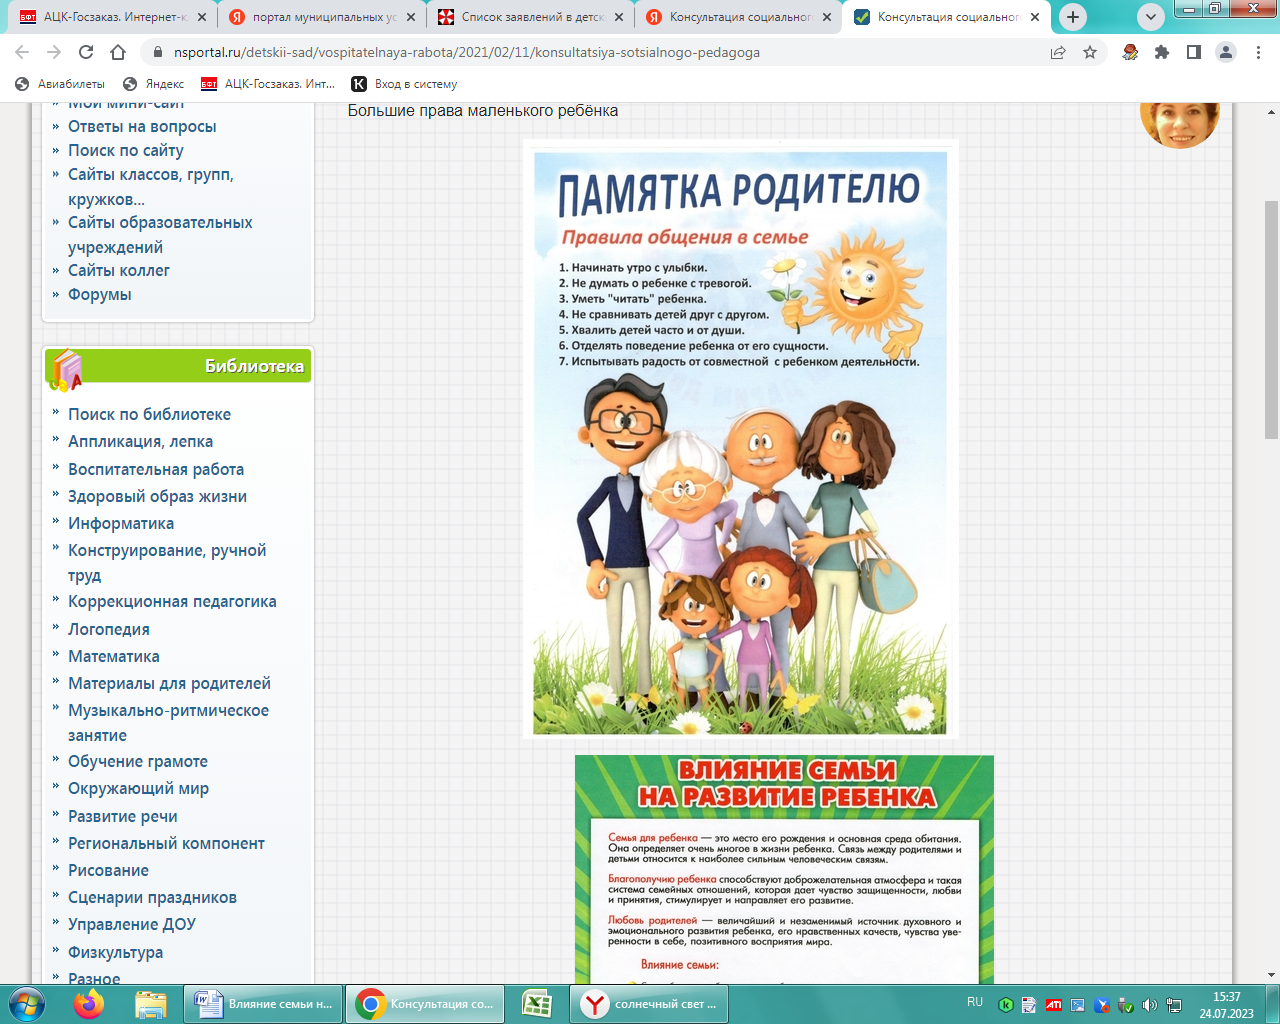 АЦК-Госзаказ. Интернет-к
портал муниципальных ус
Список заявлений в детск
Консультация социального
Консультация социального
nsportal.ru/detskii-sad/vospitatelnaya-rabota/2021/02/11/konsultatsiya-sotsialnogo-pedagoga
Авиабилеты
Яндекс
АЦК-Госзаказ. Инт...
Вход в систему
Мой мини-сайт
Ответы на вопросы
Поиск по сайту
Сайты классов, групп,
кружков...
Сайты образовательных
учреждений
Сайты коллег
Форумы
Библиотека
Поиск по библиотеке
Аппликация, лепка
Воспитательная работа
Здоровый образ жизни
Информатика
Конструирование, ручной
труд
Коррекционная педагогика
Логопедия
Математика
Материалы для родителей
Музыкально-ритмическое
занятие
Обучение грамоте
Окружающий мир
Развитие речи
Региональный компонент
Рисование
Сценарии праздников
Управление ДОУ
Физкультура
Разное
Большие права маленького ребёнка
ПАМЯТКА РОДИТЕЛЮ
Правила общения в семье
1. Начинать утро с улыбки.
2. Не думать о ребенке с тревогой.
3. Уметь "читать" ребенка.
4. Не сравнивать детей друг с другом.
5. Хвалить детей часто и от души.
6. Отделять поведение ребенка от его сущности.
7. Испытывать радость от совместной с ребенком деятельности.
ВЛИЯНИЕ СЕМЬИ
НА РАЗВИТИЕ РЕБЕНКА
Семья для ребенка — это место его рождения и основная среда обитания.
Она определяет очень многое в жизни ребенка. Связь между родителями и
детьми относится к наиболее сильным человеческим связям.
Благополучию ребенка способствуют доброжелательная атмосфера и такая
система семейных отношений, которая дает чувство защищенности, любви
и принятия, стимулирует и направляет его развитие.
Любовь родителей — величайший и незаменимый источник духовного и
эмоционального развития ребенка, его нравственных качеств, чувства уве-
ренности в себе, позитивного восприятия мира.
Влияние семьи:
Влияние семьи н...
Консультация со...
солнечный свет ...
RU
15:37
24.07.2023